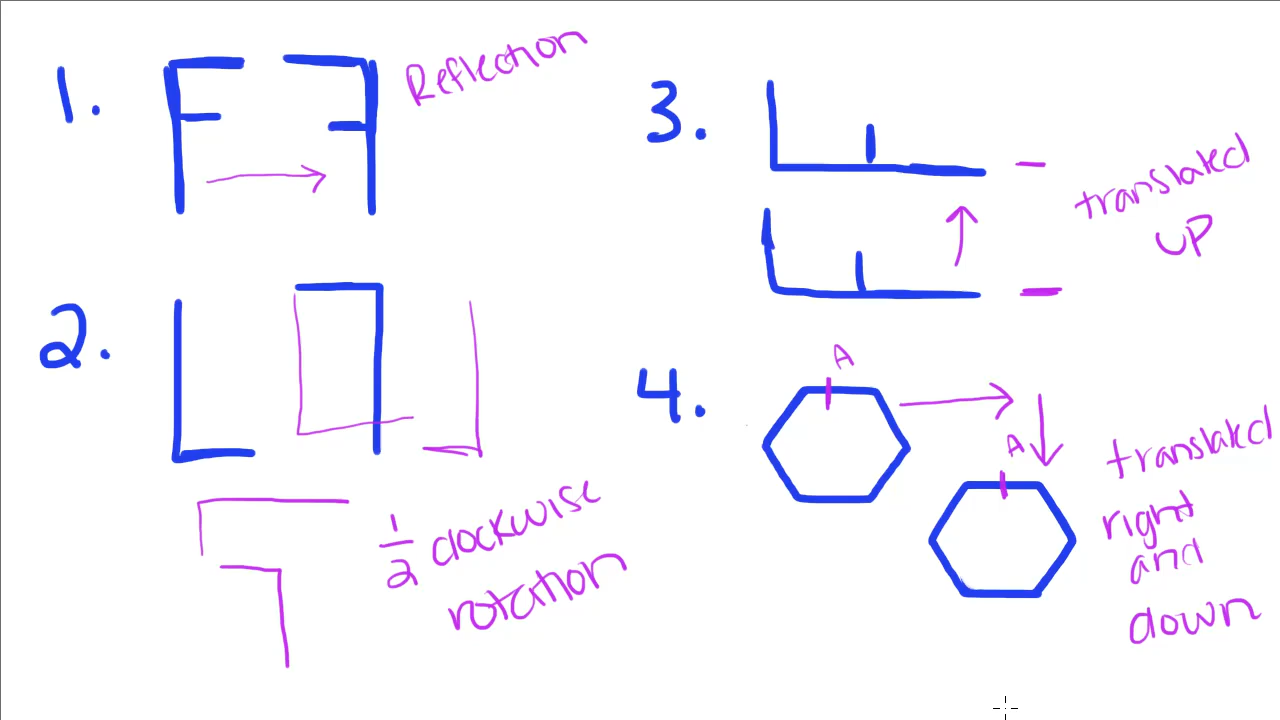 1.
Reflection
2.
1/2 clockwise
rotation
3.
translated
UP
4.
A
A
translated
right
and
down